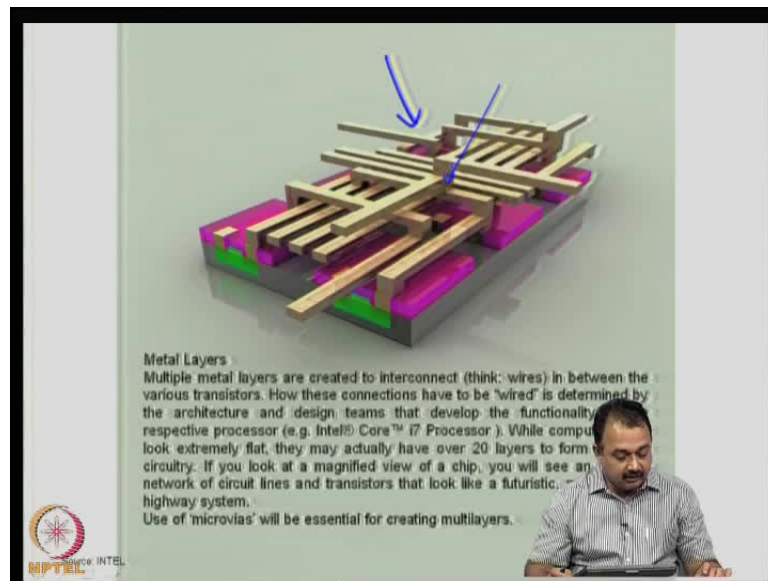 Metal Layers
Multiple metal layers are created to interconnect (think: wires) in between the
various transistors. How these connections have to be "wired" is determined by
the architecture and design teams that develop the functionality
respective processor (e.g. Intel® Core™ i7 Processor ). While
look extremely flat, they may actually have over 20 layers to form
circuitry. If you look at a magnified view of a chip, you will see an
network of circuit lines and transistors that look like a futuristic,
highway system.
Use of 'microvias' will be essential for creating multilayers.
Source: INTEL
NPTEL